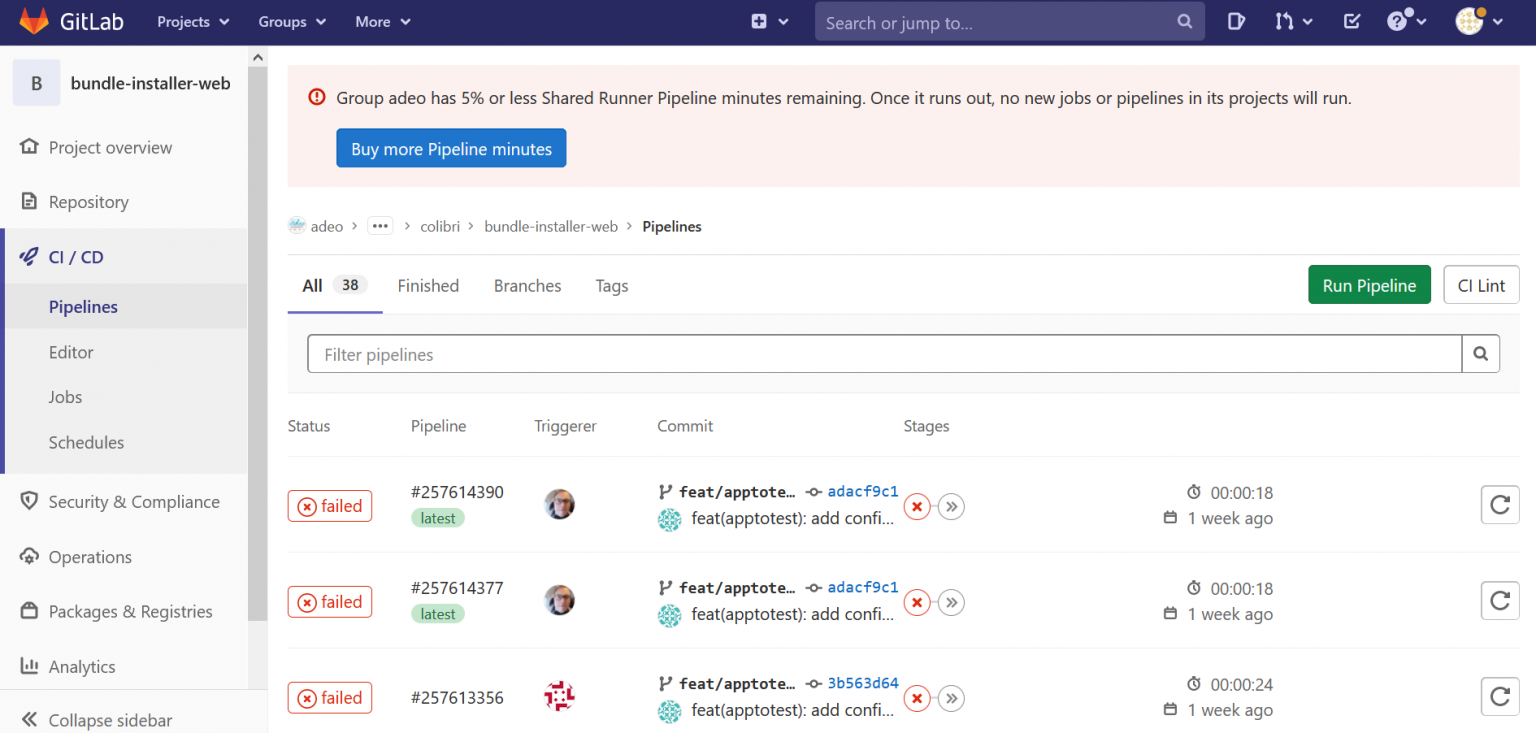 GitLab Projects Groups More Search or jump to...
B bundle-installer-web
Project overview
Repository
CI / CD
Pipelines
Editor
Jobs
Schedules
Security & Compliance
Operations
Packages & Registries
Analytics
Collapse sidebar
Group adeo has 5% or less Shared Runner Pipeline minutes remaining. Once it runs out, no new jobs or pipelines in its projects will run.
Buy more Pipeline minutes
adeo > ... > colibri > bundle-installer-web > Pipelines
All 38 Finished Branches Tags Run Pipeline CI Lint
Filter pipelines
Status Pipeline Triggerer Commit Stages
failed #257614390 latest feat/apptote… adacf9c1 00:00:18
feat(apptotest): add confi… 1 week ago
failed #257614377 latest feat/apptote… adacf9c1 00:00:18
feat(apptotest): add confi… 1 week ago
failed #257613356 feat/apptote… 3b563d64 00:00:24
feat(apptotest): add confi… 1 week ago